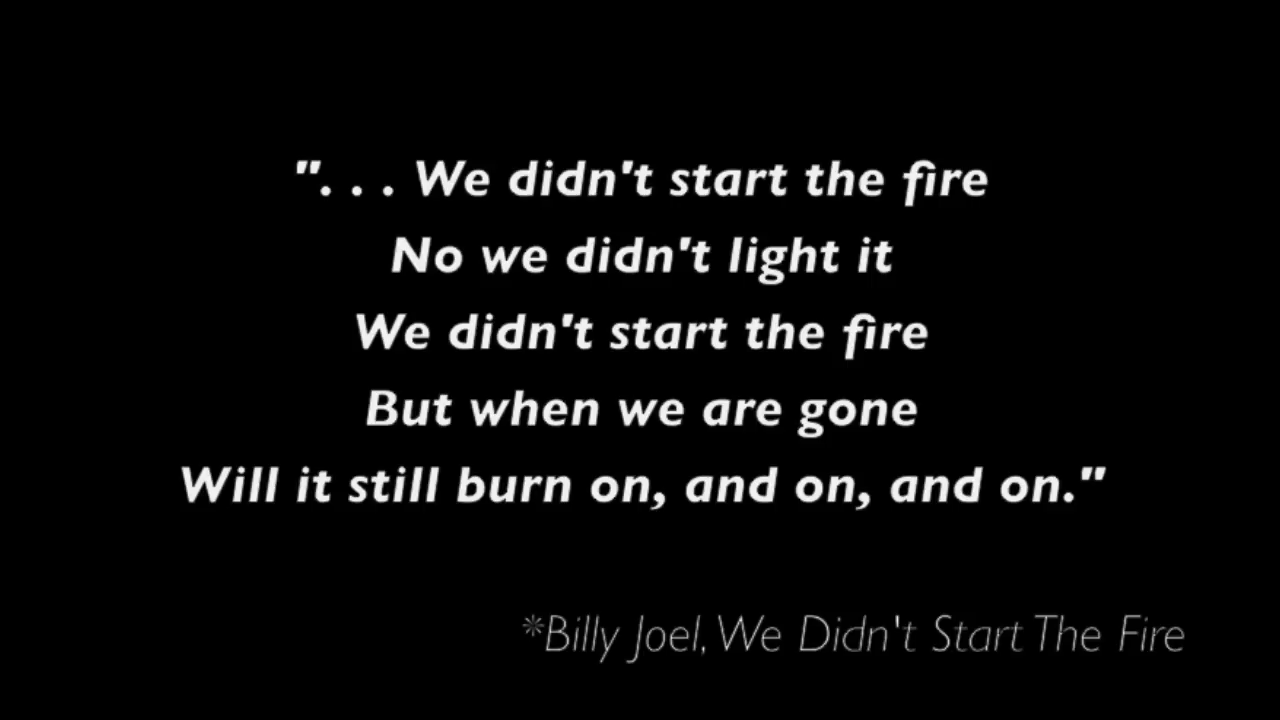 ". . . We didn't start the fire
No we didn't light it
We didn't start the fire
But when we are gone
Will it still burn on, and on, and on."
*Billy Joel, We Didn't Start The Fire